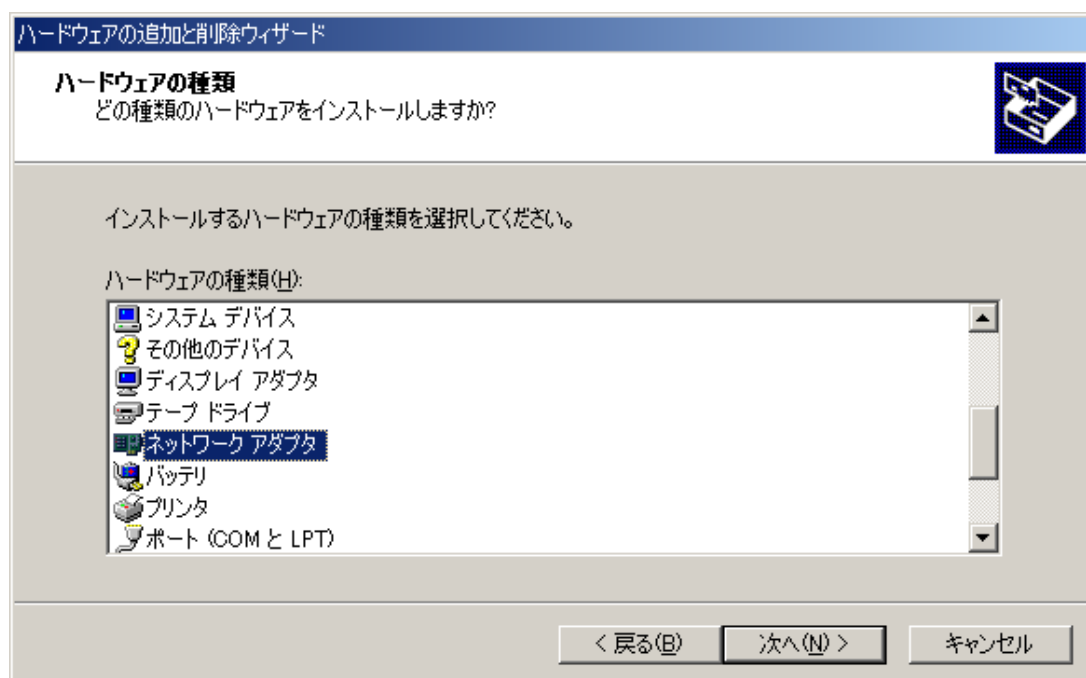 ハードウェアの追加と削除ウィザード
ハードウェアの種類
どの種類のハードウェアをインストールしますか?
インストールするハードウェアの種類を選択してください。
ハードウェアの種類(H):
システム デバイス
その他のデバイス
ディスプレイ アダプタ
テープ ドライブ
ネットワーク アダプタ
バッテリ
プリンタ
ポート (COM と LPT)
< 戻る(B) 次へ(N) > キャンセル